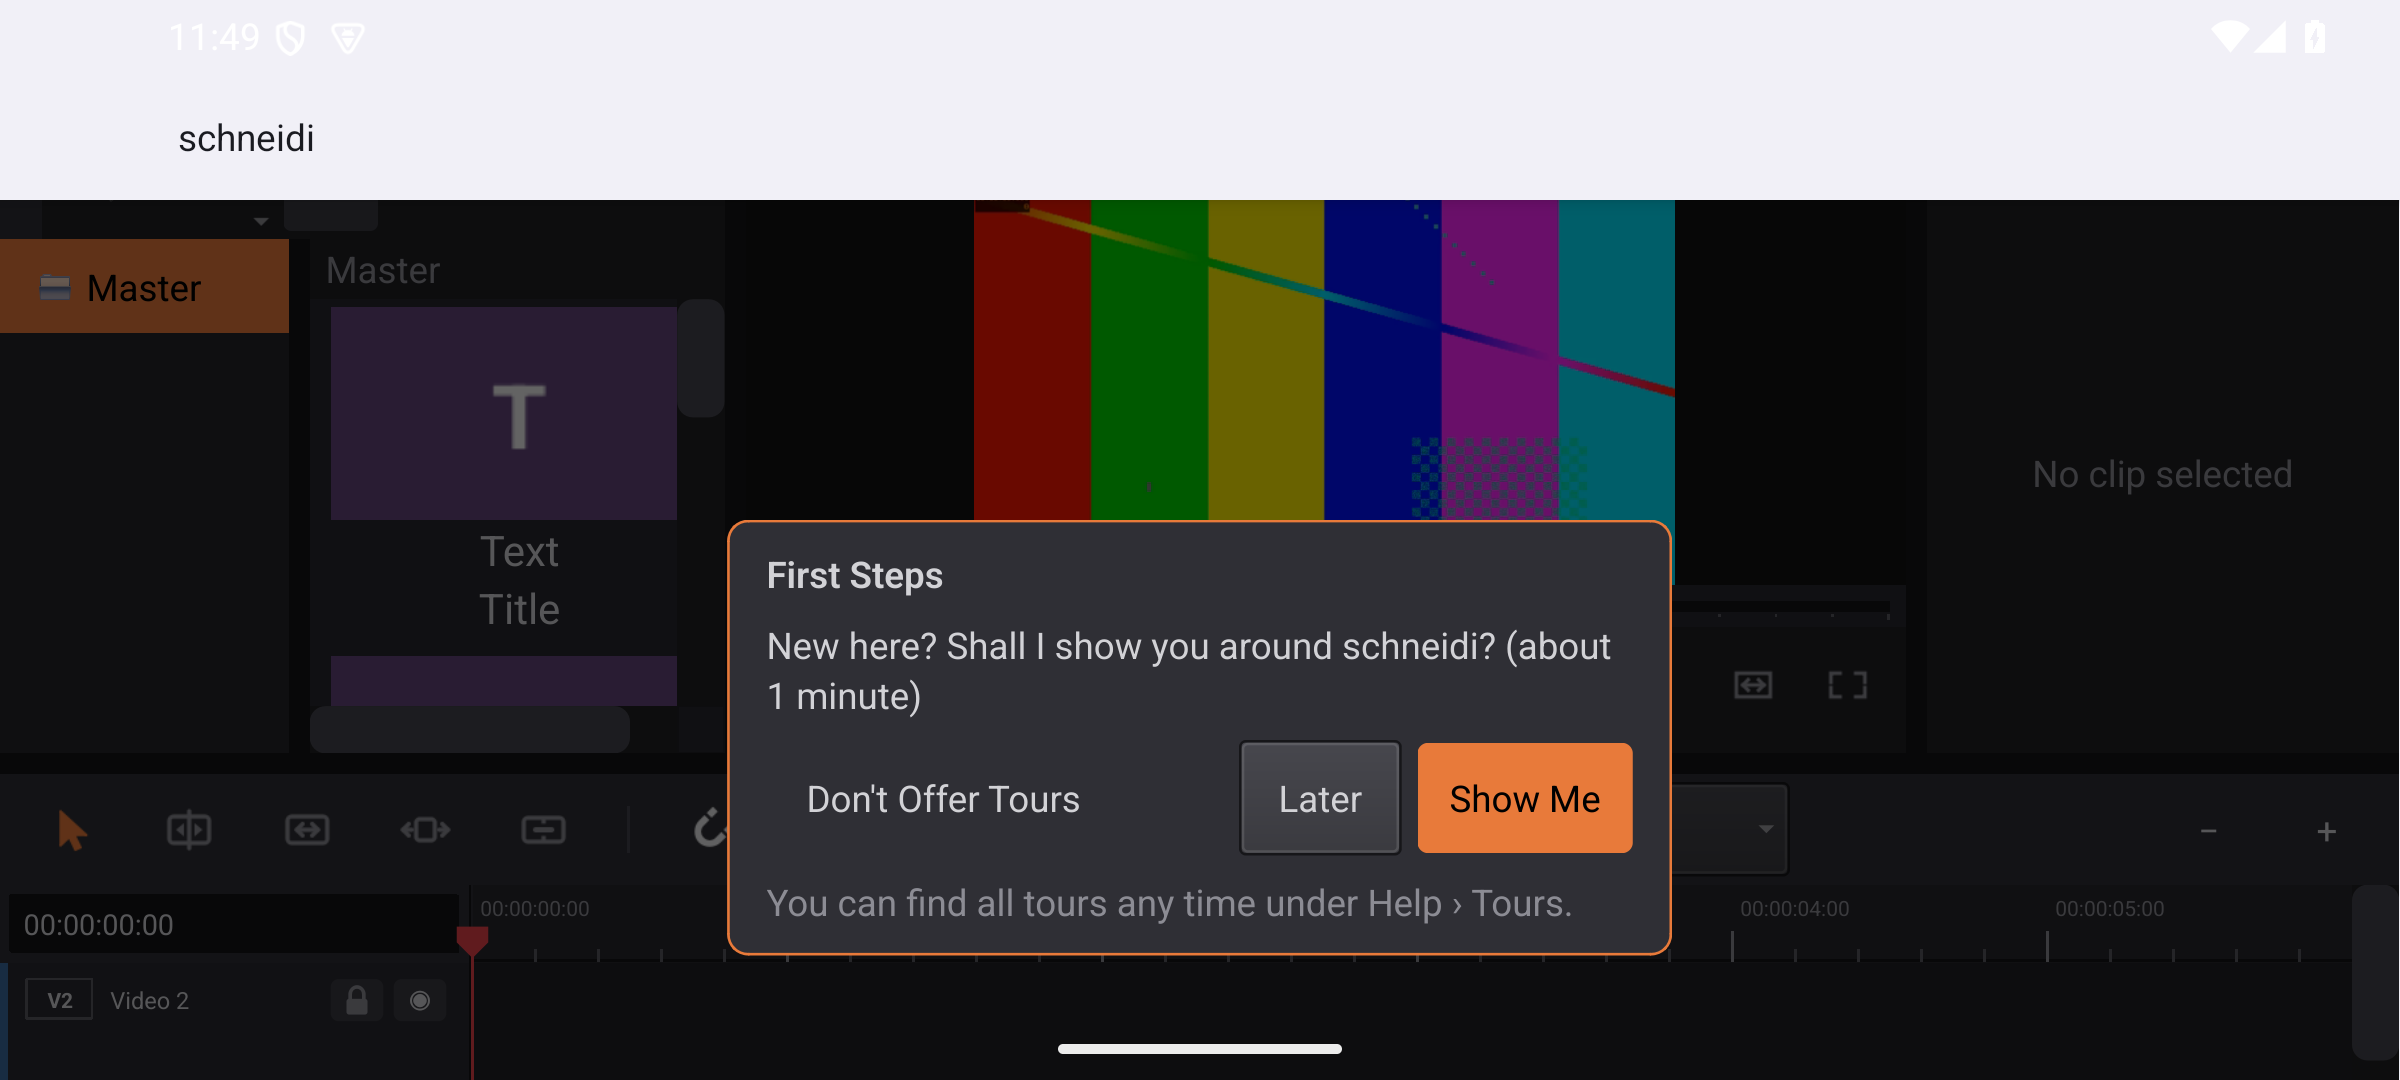 11:49
schneidi
Master
Master
T
Text
Title
No clip selected
First Steps
New here? Shall I show you around schneidi? (about
1 minute)
Don't Offer Tours
Later
Show Me
You can find all tours any time under Help › Tours.
00:00:00:00
00:00:00:00
00:00:04:00
00:00:05:00
V2
Video 2